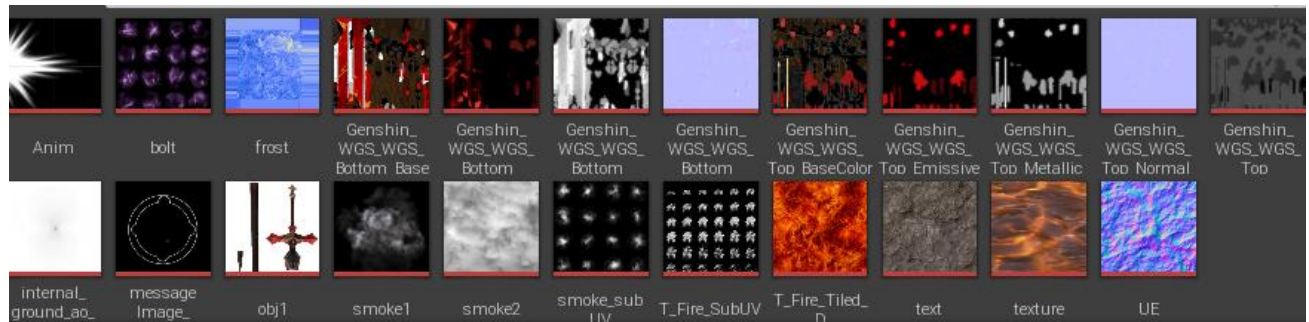 Anim
bolt
frost
Genshin_
WGS_WGS_
Bottom_Base
Genshin_
WGS_WGS_
Bottom
Genshin_
WGS_WGS_
Bottom
Genshin_
WGS_WGS_
Bottom
Genshin_
WGS_WGS_
Top_BaseColor
Genshin_
WGS_WGS_
Top_Emissive
Genshin_
WGS_WGS_
Top_Metallic
Genshin_
WGS_WGS_
Top_Normal
Genshin_
WGS_WGS_
Top
internal_
ground_ao_
message
Image_
obj1
smoke1
smoke2
smoke_sub
UV
T_Fire_SubUV
T_Fire_Tiled_
D
text
texture
UE